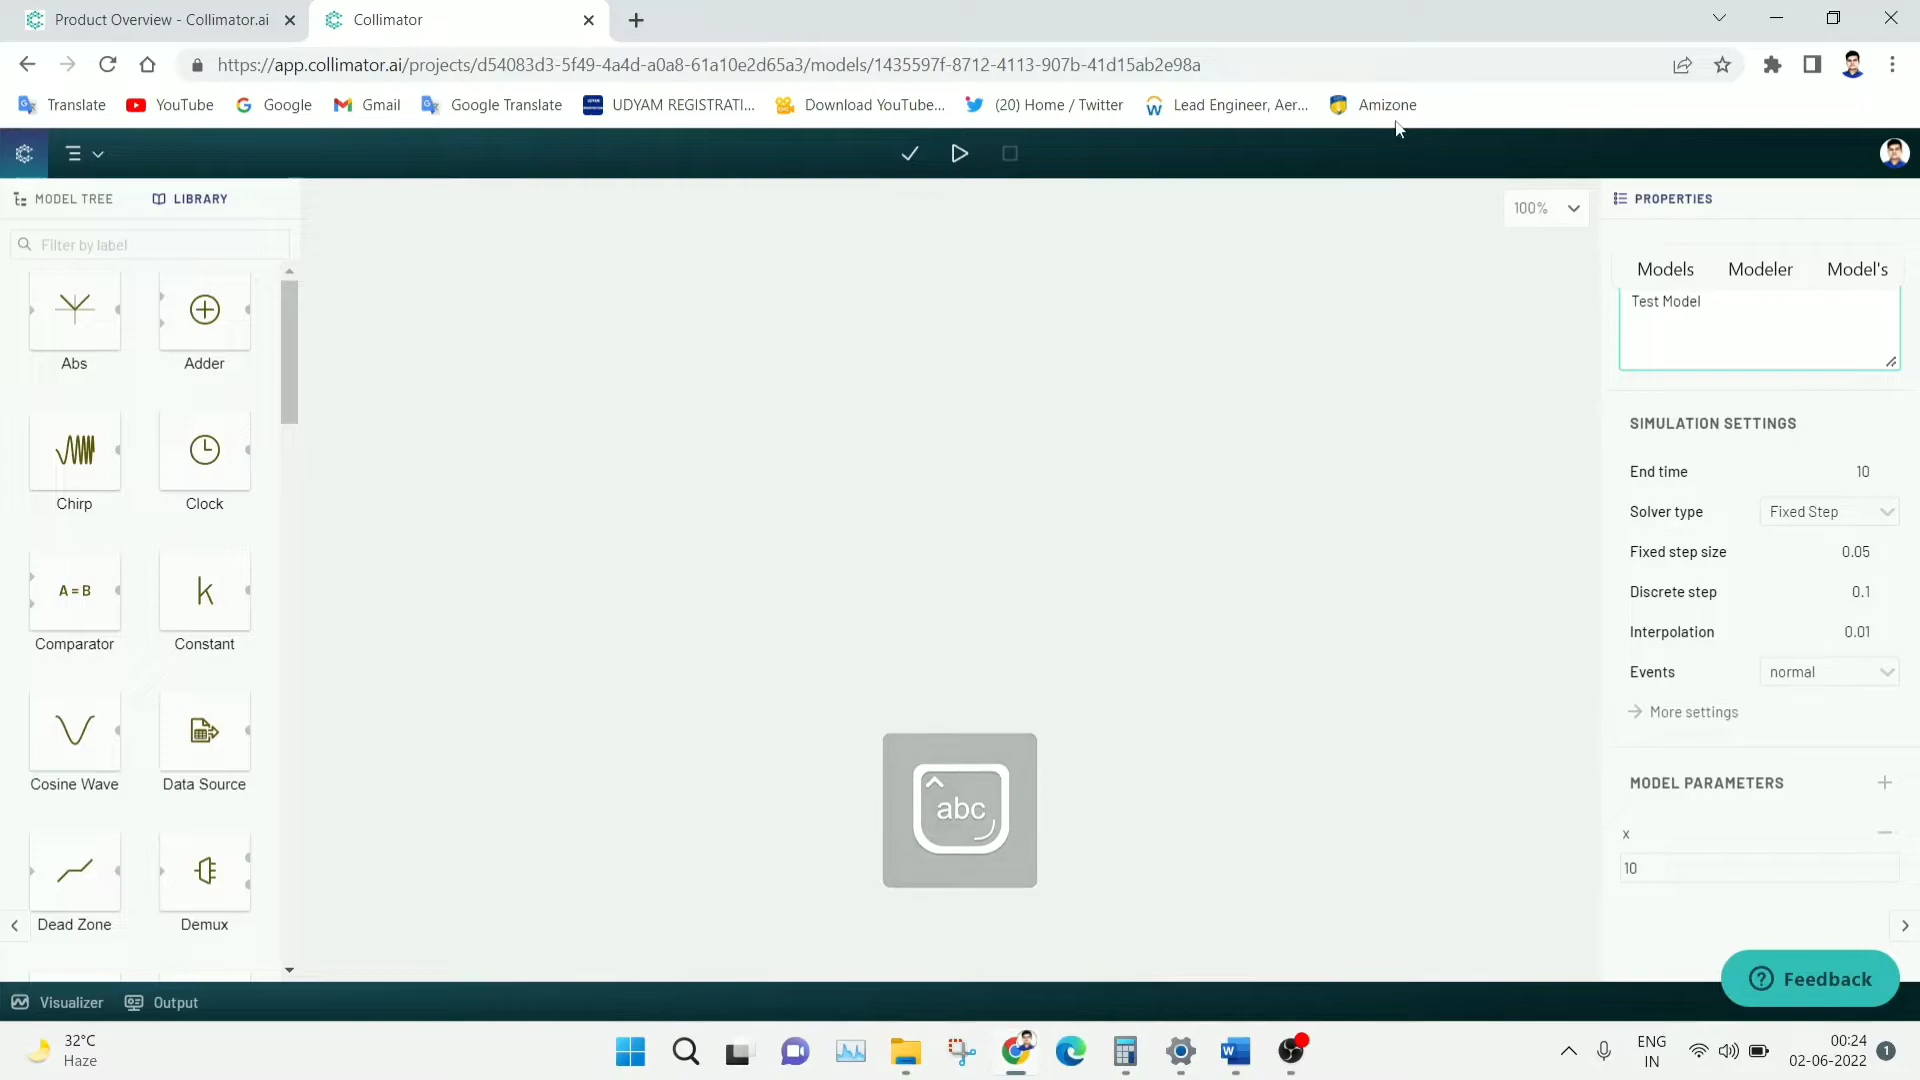 Product Overview - Collimator.ai
Collimator
https://app.collimator.ai/projects/d54083d3-5f49-4a4d-a0a8-61a10e2d65a3/models/1435597f-8712-4113-907b-41d15ab2e98a
Translate
YouTube
Google
Gmail
Google Translate
UDYAM REGISTRATI...
Download YouTube...
(20) Home / Twitter
Lead Engineer, Aer...
Amizone
MODEL TREE
LIBRARY
100%
PROPERTIES
Filter by label
Models
Modeler
Model's
Test Model
Abs
Adder
Chirp
Clock
A = B
k
Comparator
Constant
Cosine Wave
Data Source
Dead Zone
Demux
SIMULATION SETTINGS
End time 10
Solver type Fixed Step
Fixed step size 0.05
Discrete step 0.1
Interpolation 0.01
Events normal
More settings
MODEL PARAMETERS
x
10
abc
Feedback
Visualizer
Output
32°C
Haze
ENG
IN
00:24
02-06-2022
1